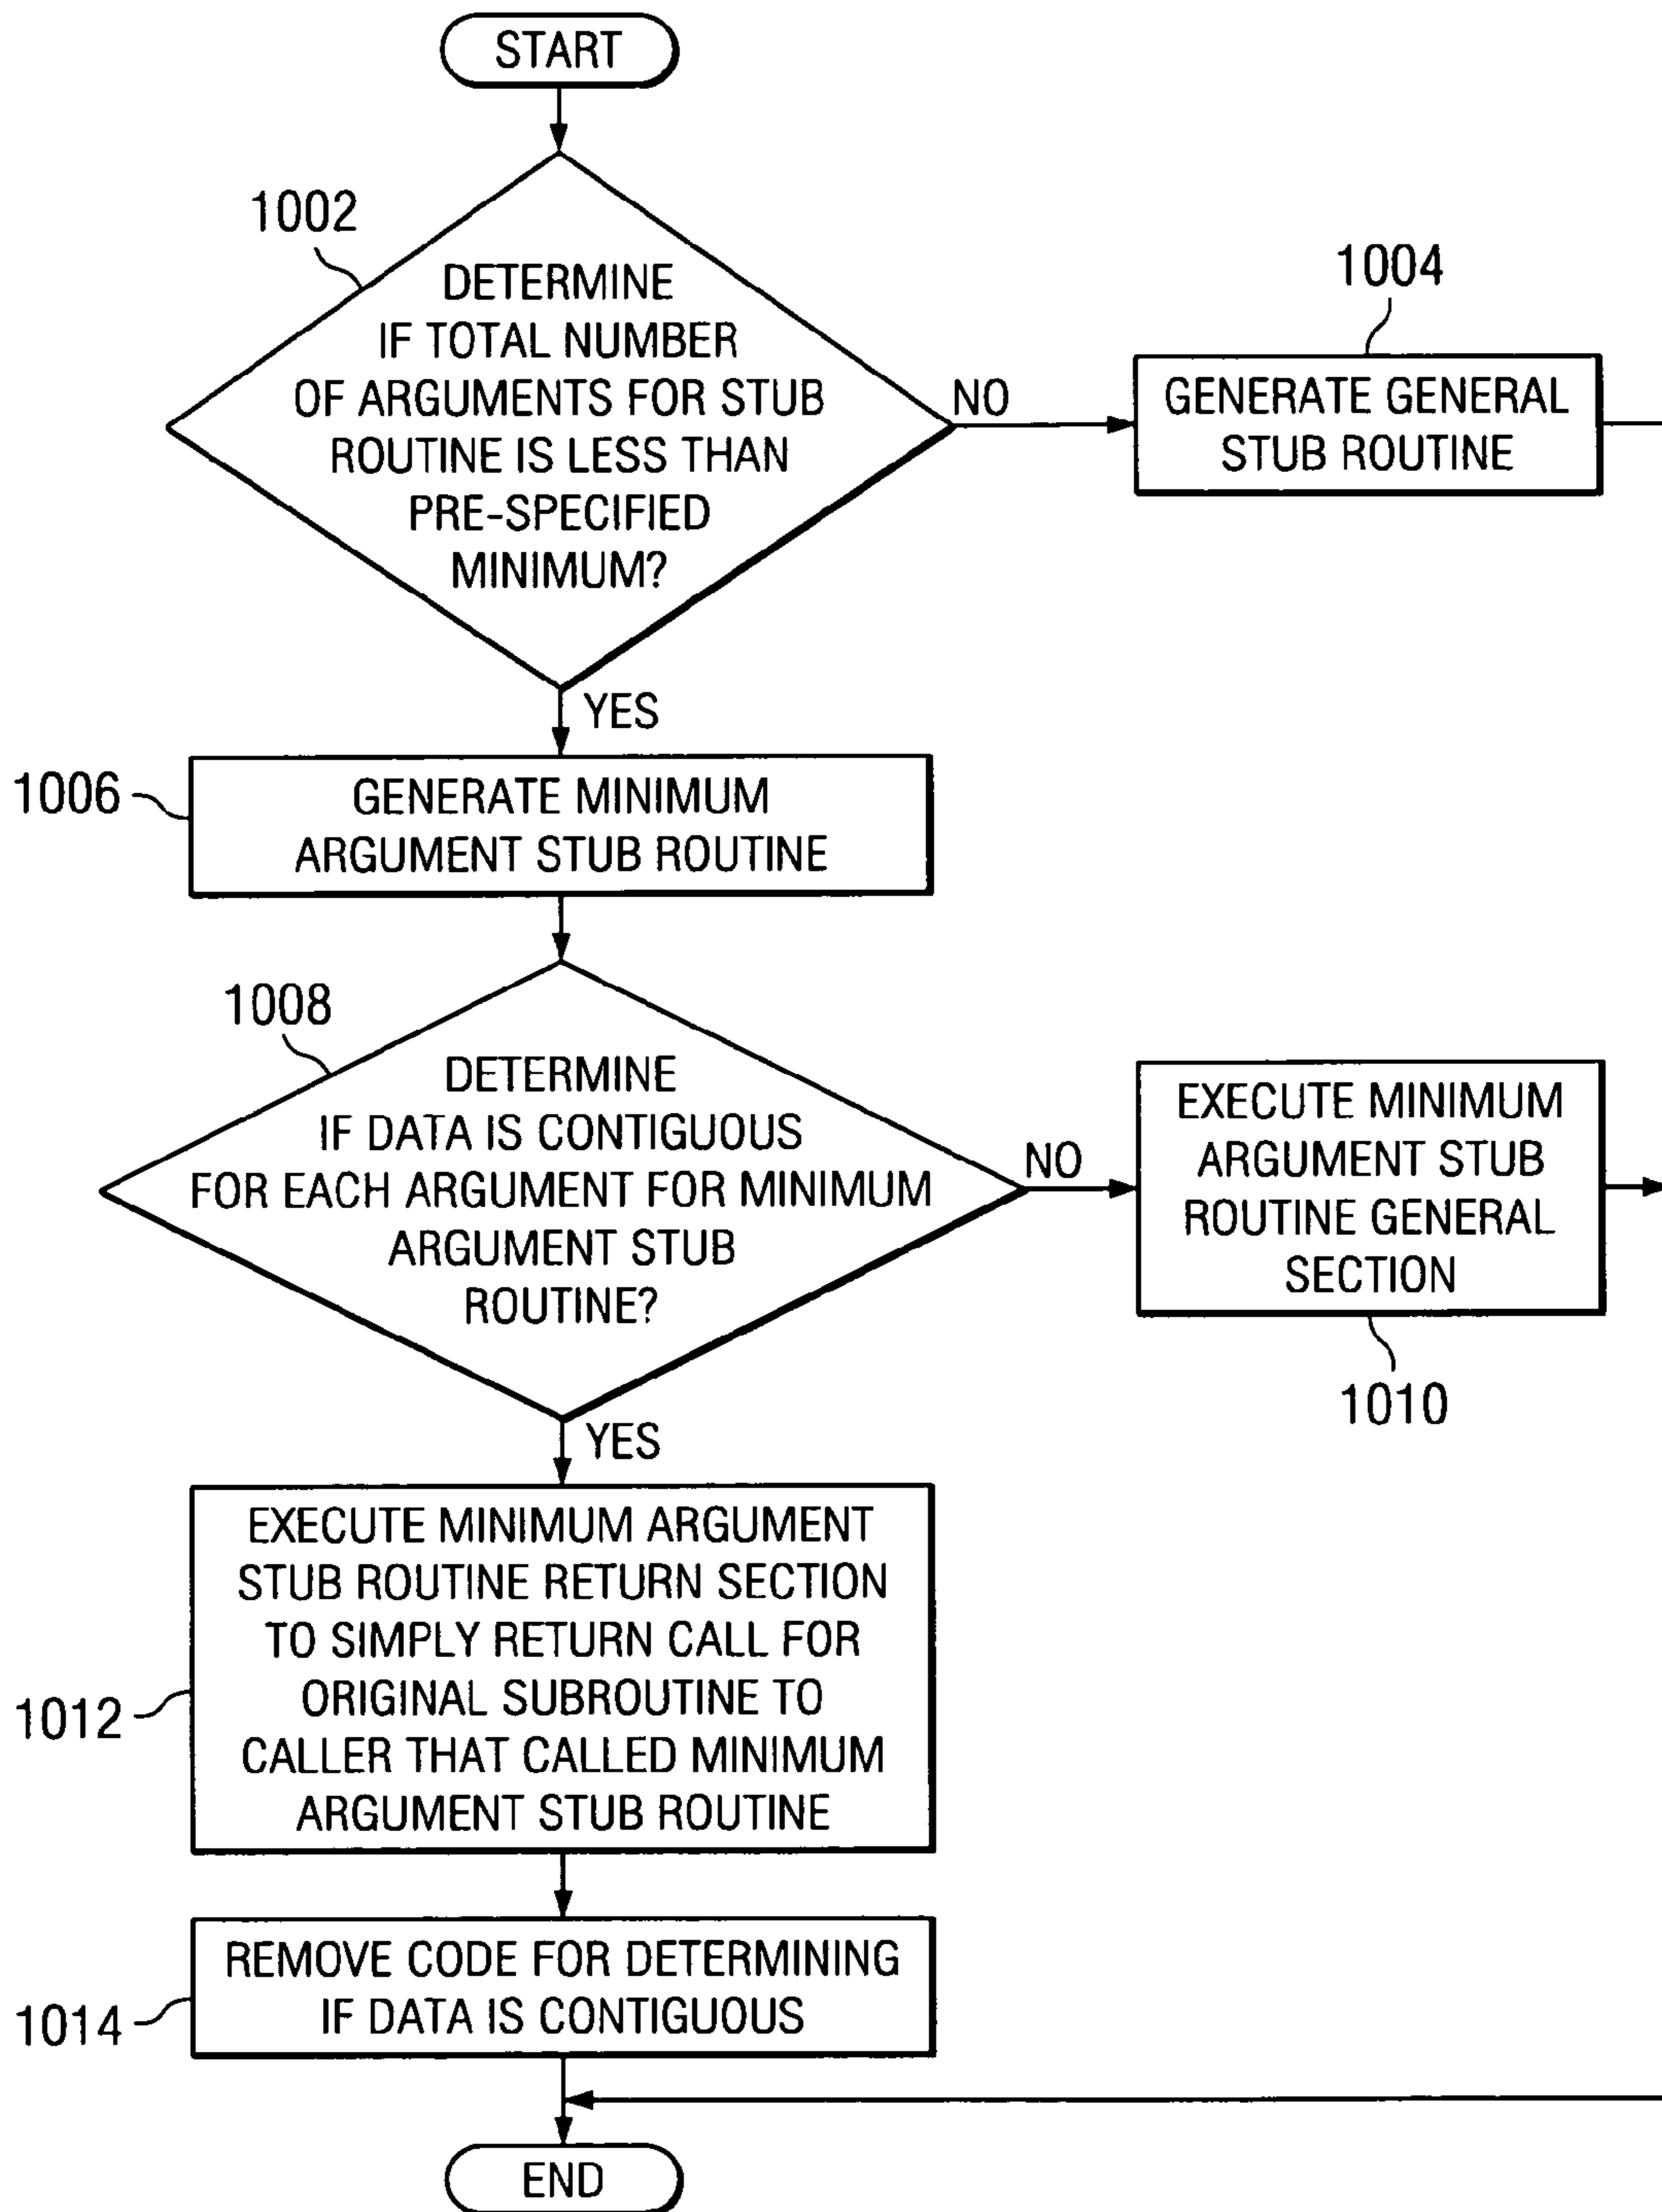 START
1002
DETERMINE
IF TOTAL NUMBER
OF ARGUMENTS FOR STUB
ROUTINE IS LESS THAN
PRE-SPECIFIED
MINIMUM?
NO
1004
GENERATE GENERAL
STUB ROUTINE
YES
1006
GENERATE MINIMUM
ARGUMENT STUB ROUTINE
1008
DETERMINE
IF DATA IS CONTIGUOUS
FOR EACH ARGUMENT FOR MINIMUM
ARGUMENT STUB
ROUTINE?
NO
EXECUTE MINIMUM
ARGUMENT STUB
ROUTINE GENERAL
SECTION
1010
YES
1012
EXECUTE MINIMUM ARGUMENT
STUB ROUTINE RETURN SECTION
TO SIMPLY RETURN CALL FOR
ORIGINAL SUBROUTINE TO
CALLER THAT CALLED MINIMUM
ARGUMENT STUB ROUTINE
1014
REMOVE CODE FOR DETERMINING
IF DATA IS CONTIGUOUS
END